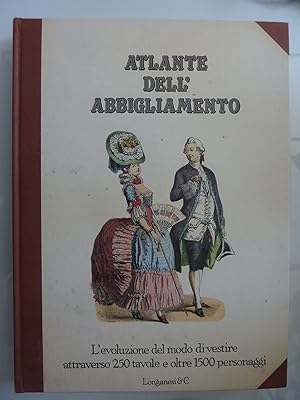 ATLANTE
DELL'
ABBIGLIAMENTO
L'evoluzione del modo di vestire
attraverso 250 tavole e oltre 1500 personaggi
Longanesi & C